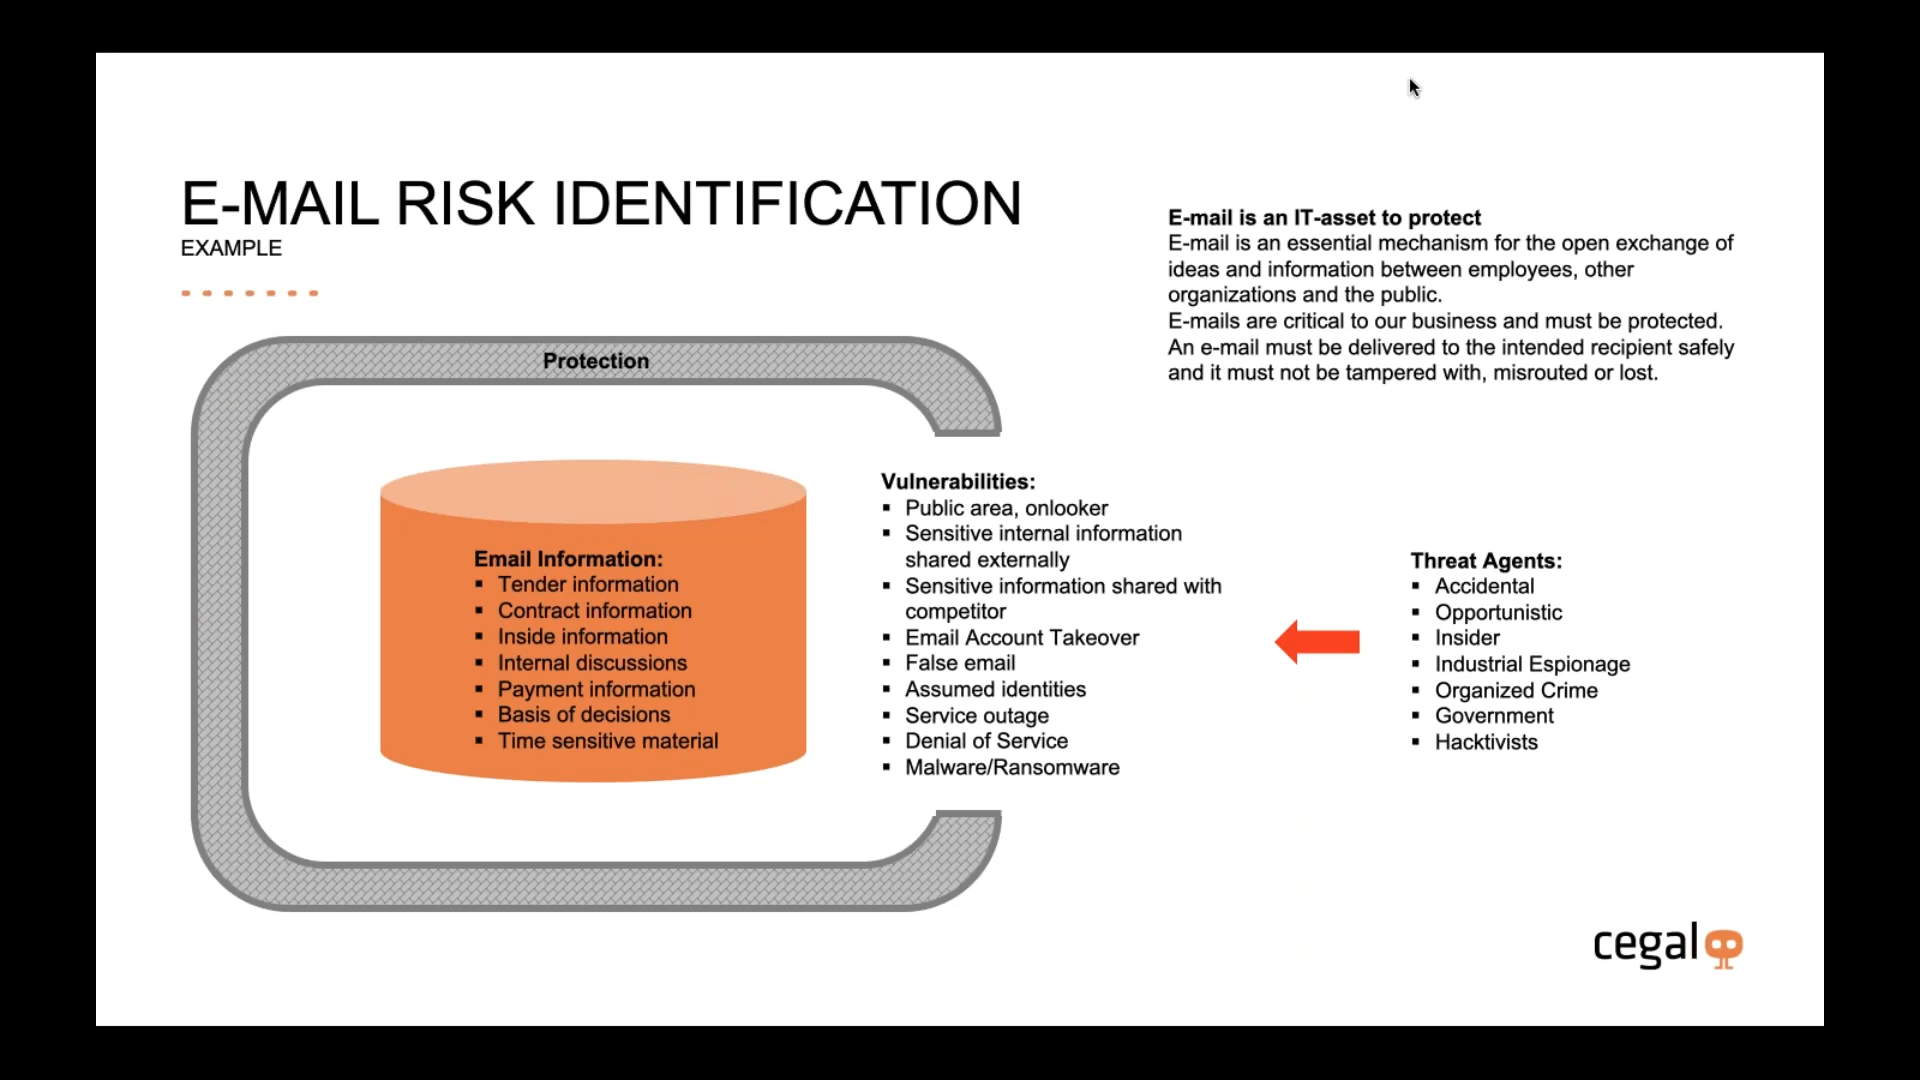 E-MAIL RISK IDENTIFICATION
EXAMPLE
E-mail is an IT-asset to protect
E-mail is an essential mechanism for the open exchange of
ideas and information between employees, other
organizations and the public.
E-mails are critical to our business and must be protected.
An e-mail must be delivered to the intended recipient safely
and it must not be tampered with, misrouted or lost.
Protection
Email Information:
▪ Tender information
▪ Contract information
▪ Inside information
▪ Internal discussions
▪ Payment information
▪ Basis of decisions
▪ Time sensitive material
Vulnerabilities:
▪ Public area, onlooker
▪ Sensitive internal information
shared externally
▪ Sensitive information shared with
competitor
▪ Email Account Takeover
▪ False email
▪ Assumed identities
▪ Service outage
▪ Denial of Service
▪ Malware/Ransomware
Threat Agents:
▪ Accidental
▪ Opportunistic
▪ Insider
▪ Industrial Espionage
▪ Organized Crime
▪ Government
▪ Hacktivists
cegal